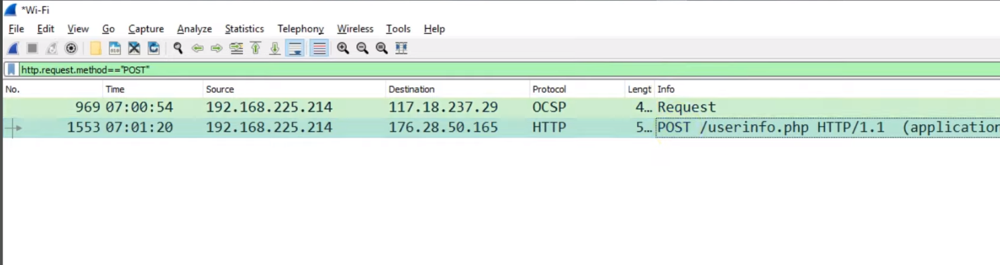 *Wi-Fi
File Edit View Go Capture Analyze Statistics Telephony Wireless Tools Help
http.request.method=="POST"
No. Time Source Destination Protocol Lengt Info
969 07:00:54 192.168.225.214 117.18.237.29 OCSP 4… Request
1553 07:01:20 192.168.225.214 176.28.50.165 HTTP 5… POST /userinfo.php HTTP/1.1 (application